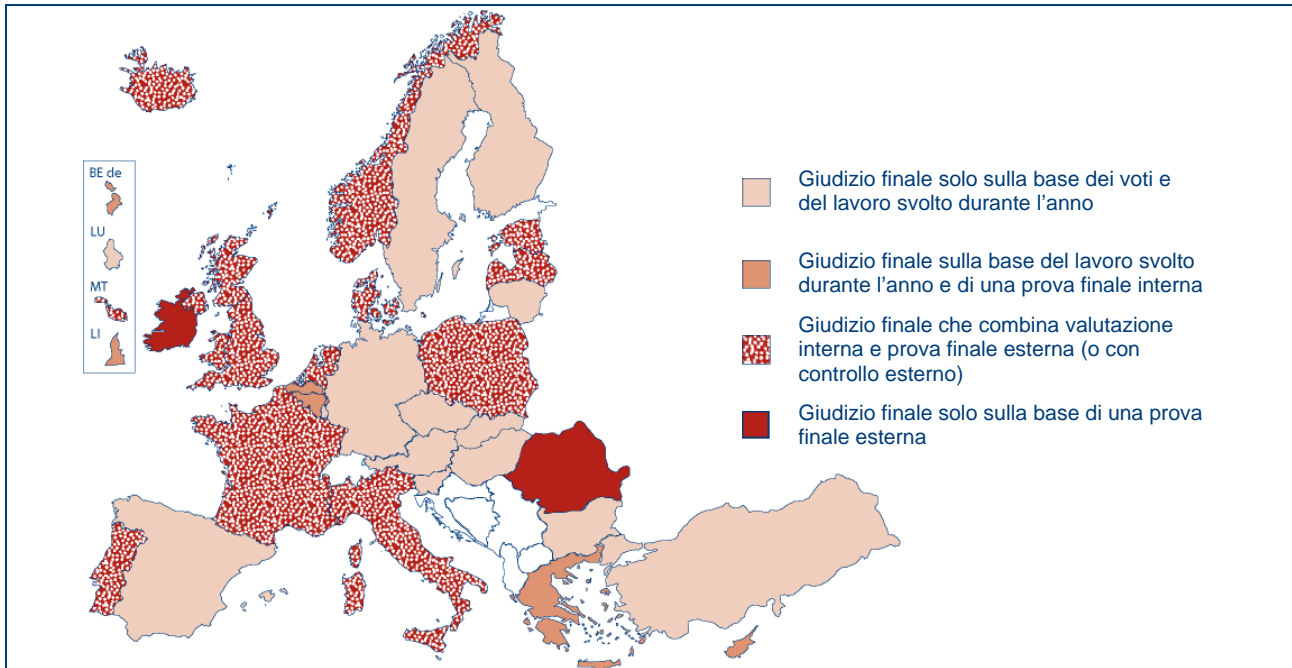 BE de
LU
MT
LI
Giudizio finale solo sulla base dei voti e
del lavoro svolto durante l'anno
Giudizio finale sulla base del lavoro svolto
durante l'anno e di una prova finale interna
Giudizio finale che combina valutazione
interna e prova finale esterna (o con
controllo esterno)
Giudizio finale solo sulla base di una prova
finale esterna